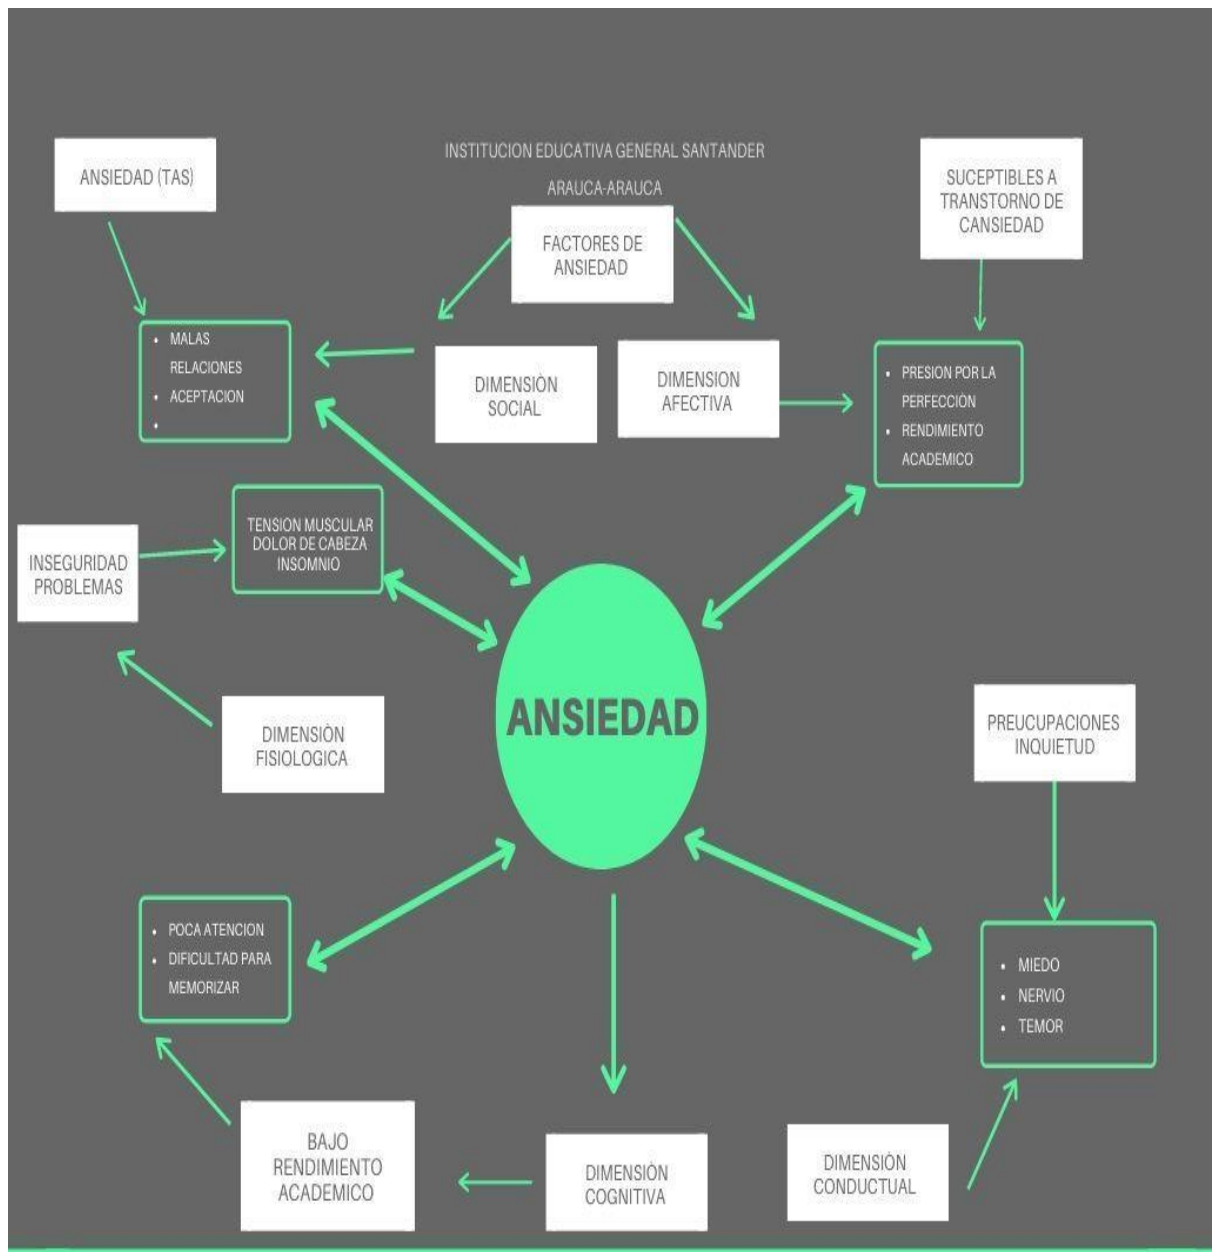 INSTITUCION EDUCATIVA GENERAL SANTANDER
ARAUCA-ARAUCA
ANSIEDAD (TAS)
FACTORES DE
ANSIEDAD
SUCEPTIBLES A
TRANSTORNO DE
CANSIEDAD
• MALAS
RELACIONES
• ACEPTACION
•
DIMENSIÒN
SOCIAL
DIMENSION
AFECTIVA
• PRESION POR LA
PERFECCIÒN
• RENDIMIENTO
ACADEMICO
INSEGURIDAD
PROBLEMAS
TENSION MUSCULAR
DOLOR DE CABEZA
INSOMNIO
DIMENSIÒN
FISIOLOGICA
ANSIEDAD
PREUCUPACIONES
INQUIETUD
• POCA ATENCION
• DIFICULTAD PARA
MEMORIZAR
• MIEDO
• NERVIO
• TEMOR
BAJO
RENDIMIENTO
ACADEMICO
DIMENSIÒN
COGNITIVA
DIMENSIÒN
CONDUCTUAL